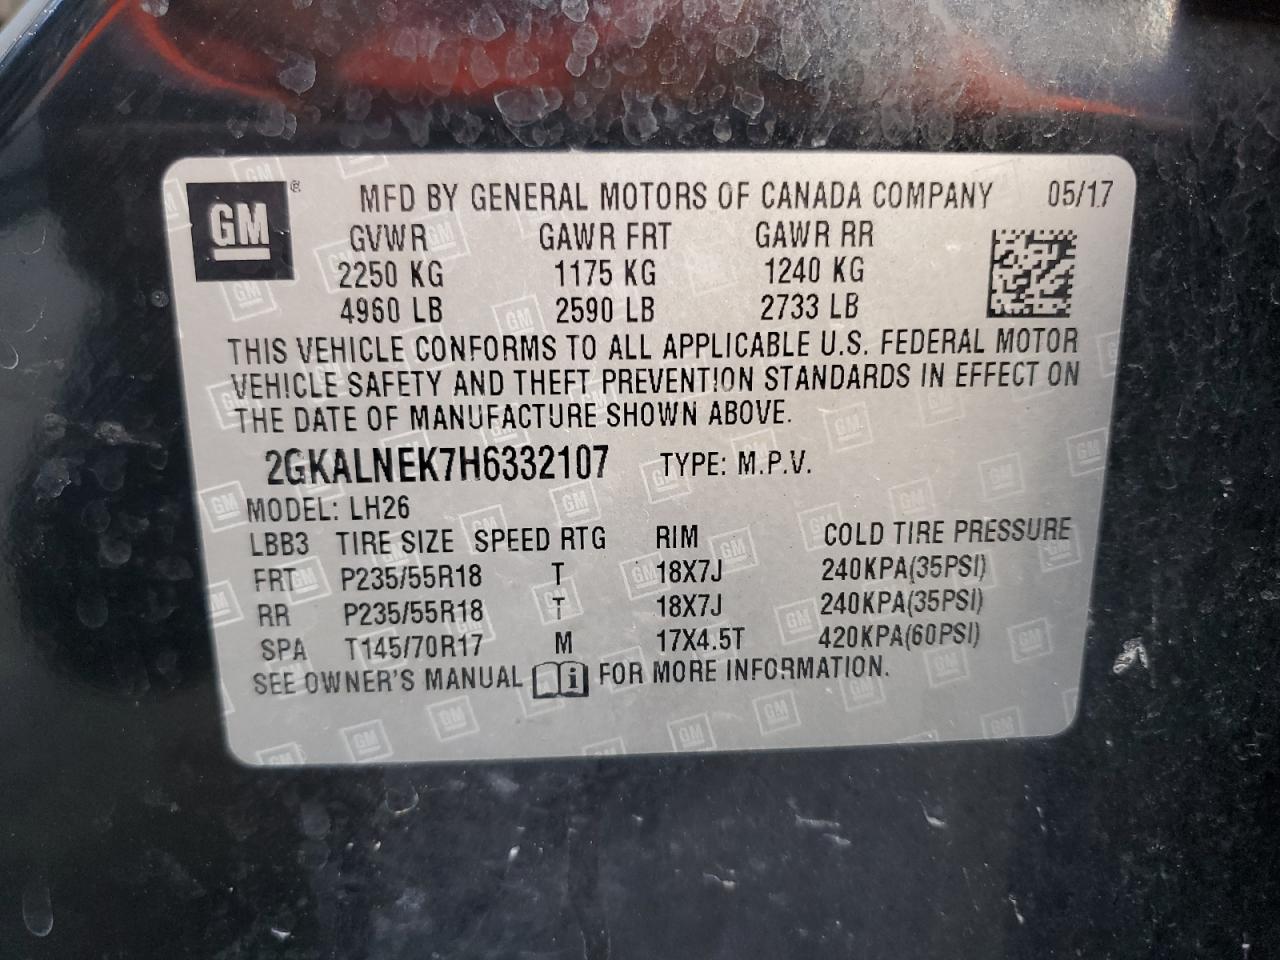 GM ®
MFD BY GENERAL MOTORS OF CANADA COMPANY 05/17
GVWR GAWR FRT GAWR RR
2250 KG 1175 KG 1240 KG
4960 LB 2590 LB 2733 LB
THIS VEHICLE CONFORMS TO ALL APPLICABLE U.S. FEDERAL MOTOR
VEHICLE SAFETY AND THEFT PREVENTION STANDARDS IN EFFECT ON
THE DATE OF MANUFACTURE SHOWN ABOVE.
2GKALNEK7H6332107 TYPE: M.P.V.
MODEL: LH26
LBB3 TIRE SIZE SPEED RTG RIM COLD TIRE PRESSURE
FRT P235/55R18 T 18X7J 240KPA(35PSI)
RR P235/55R18 T 18X7J 240KPA(35PSI)
SPA T145/70R17 M 17X4.5T 420KPA(60PSI)
SEE OWNER'S MANUAL i FOR MORE INFORMATION.